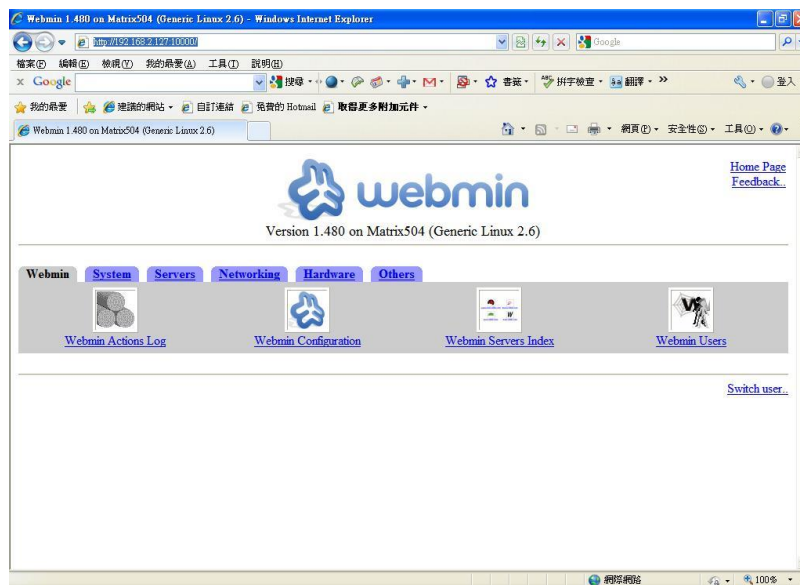 Webmin 1.480 on Matrix504 (Generic Linux 2.6) - Windows Internet Explorer
http://192.168.2.127:10000/
Google
檔案(F) 編輯(E) 檢視(V) 我的最愛(A) 工具(T) 說明(H)
x Google 搜尋 書籤 拼字檢查 翻譯 » 登入
我的最愛 建議的網站 自訂連結 免費的 Hotmail 取得更多附加元件
Webmin 1.480 on Matrix504 (Generic Linux 2.6) 網頁(P) 安全性(S) 工具(O)
Home Page
Feedback..
webmin
Version 1.480 on Matrix504 (Generic Linux 2.6)
Webmin System Servers Networking Hardware Others
Webmin Actions Log Webmin Configuration Webmin Servers Index Webmin Users
Switch user..
網際網路 100%